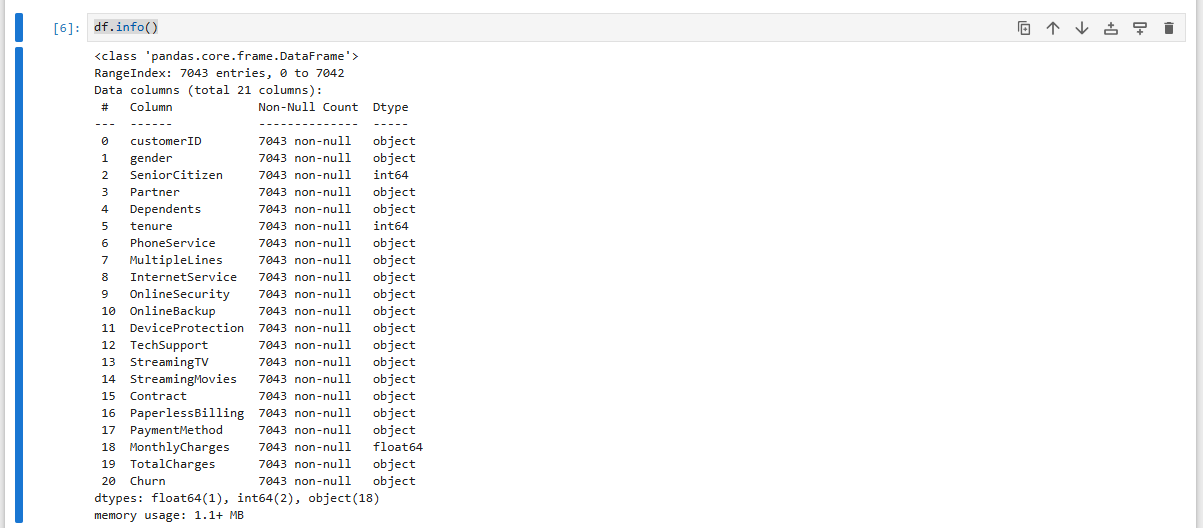 [6]: df.info()
<class 'pandas.core.frame.DataFrame'>
RangeIndex: 7043 entries, 0 to 7042
Data columns (total 21 columns):
 #   Column            Non-Null Count  Dtype
---  ------            --------------  -----
 0   customerID        7043 non-null   object
 1   gender            7043 non-null   object
 2   SeniorCitizen     7043 non-null   int64
 3   Partner           7043 non-null   object
 4   Dependents        7043 non-null   object
 5   tenure            7043 non-null   int64
 6   PhoneService      7043 non-null   object
 7   MultipleLines     7043 non-null   object
 8   InternetService   7043 non-null   object
 9   OnlineSecurity    7043 non-null   object
 10  OnlineBackup      7043 non-null   object
 11  DeviceProtection  7043 non-null   object
 12  TechSupport       7043 non-null   object
 13  StreamingTV       7043 non-null   object
 14  StreamingMovies   7043 non-null   object
 15  Contract          7043 non-null   object
 16  PaperlessBilling  7043 non-null   object
 17  PaymentMethod     7043 non-null   object
 18  MonthlyCharges    7043 non-null   float64
 19  TotalCharges      7043 non-null   object
 20  Churn             7043 non-null   object
dtypes: float64(1), int64(2), object(18)
memory usage: 1.1+ MB